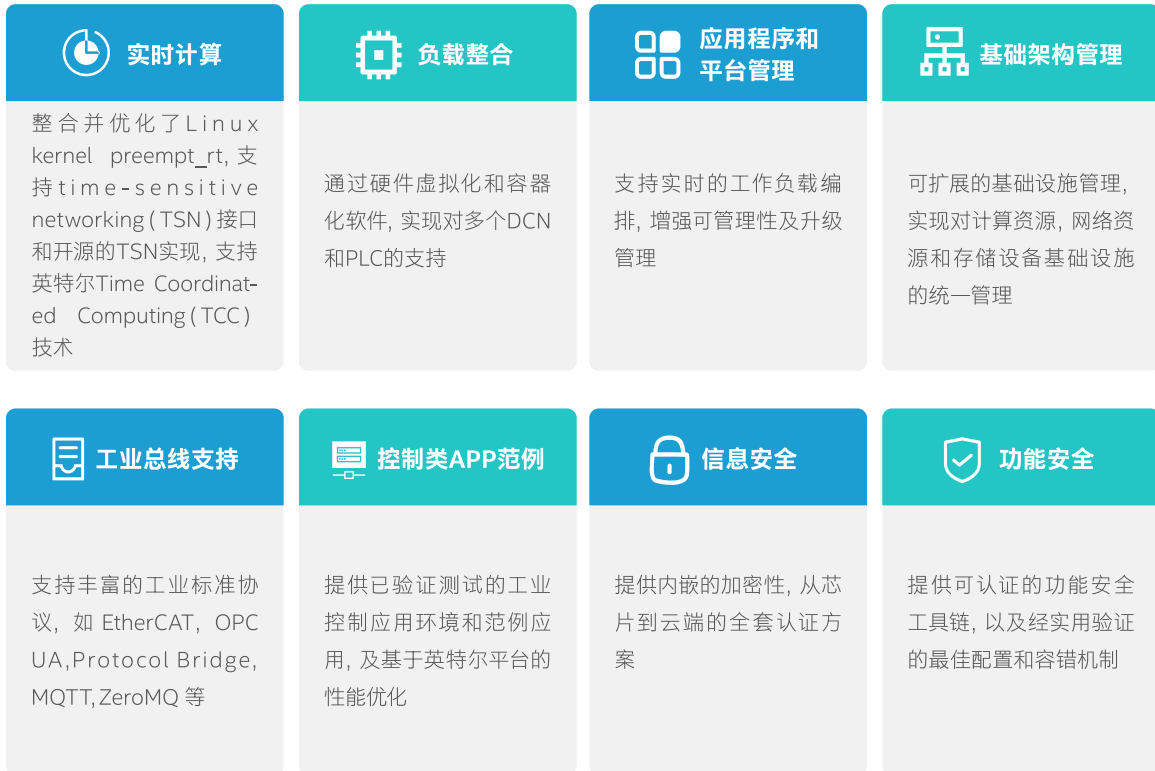 实时计算
整合并优化了Linux
kernel preempt_rt, 支
持time-sensitive
networking(TSN)接口
和开源的TSN实现, 支持
英特尔Time Coordinat-
ed Computing(TCC)
技术
负载整合
通过硬件虚拟化和容器
化软件, 实现对多个DCN
和PLC的支持
应用程序和
平台管理
支持实时的工作负载编
排, 增强可管理性及升级
管理
基础架构管理
可扩展的基础设施管理,
实现对计算资源, 网络资
源和存储设备基础设施
的统一管理
工业总线支持
支持丰富的工业标准协
议, 如 EtherCAT, OPC
UA,Protocol Bridge,
MQTT,ZeroMQ 等
控制类APP范例
提供已验证测试的工业
控制应用环境和范例应
用, 及基于英特尔平台的
性能优化
信息安全
提供内嵌的加密性, 从芯
片到云端的全套认证方
案
功能安全
提供可认证的功能安全
工具链, 以及经实用验证
的最佳配置和容错机制